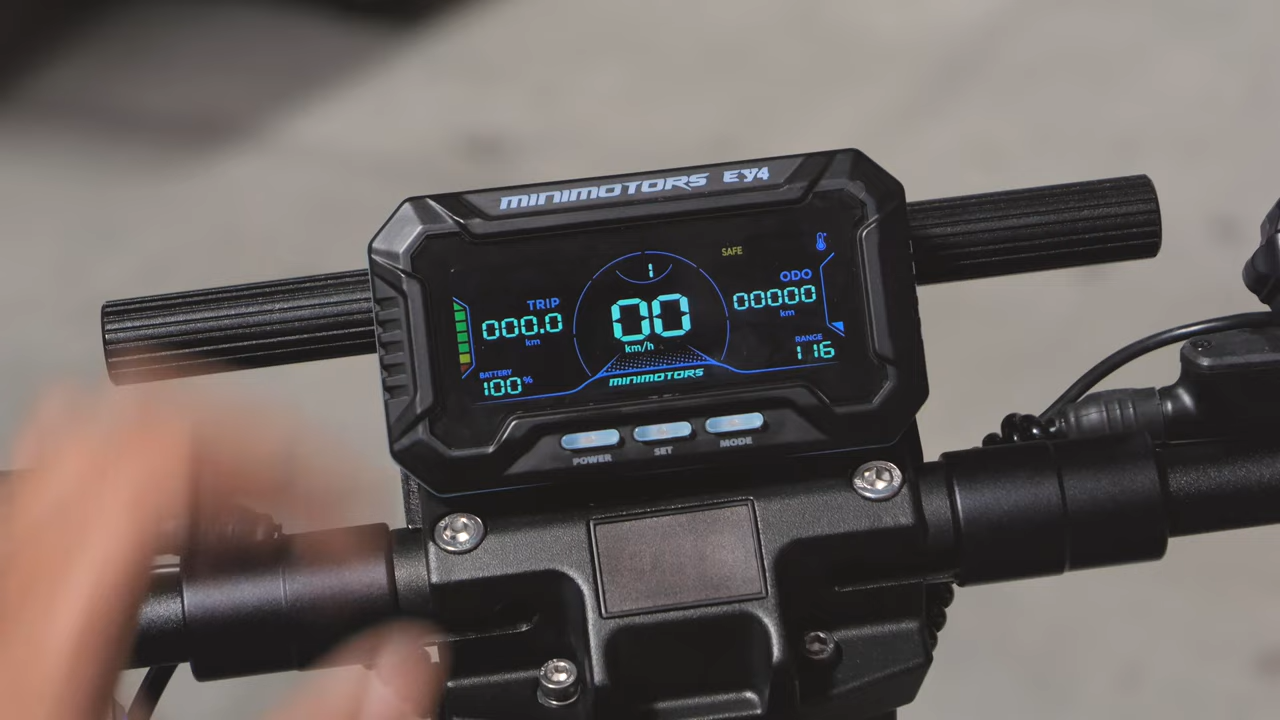 MINIMOTORS EY4
SAFE
1
TRIP
000.0
km
00
km/h
ODO
00000
km
BATTERY
100%
RANGE
116
MINIMOTORS
POWER
SET
MODE